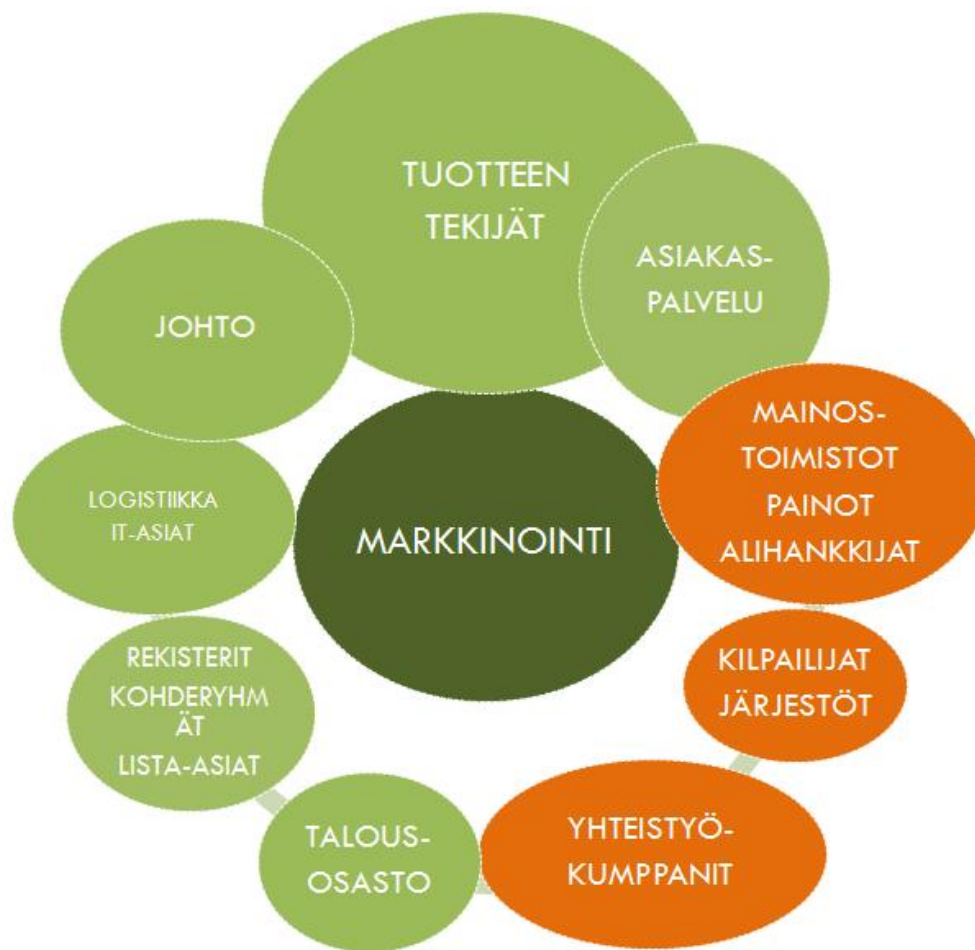 TUOTTEEN
TEKIJÄT
ASIAKAS-
PALVELU
JOHTO
MAINOS-
TOIMISTOT
PAINOT
ALIHANKKIJAT
LOGISTIIKKA
IT-ASIAT
MARKKINOINTI
REKISTERIT
KOHDERYHM
ÄT
LISTA-ASIAT
KILPAILIJAT
JÄRJESTÖT
TALOUS-
OSASTO
YHTEISTYÖ-
KUMPPANIT